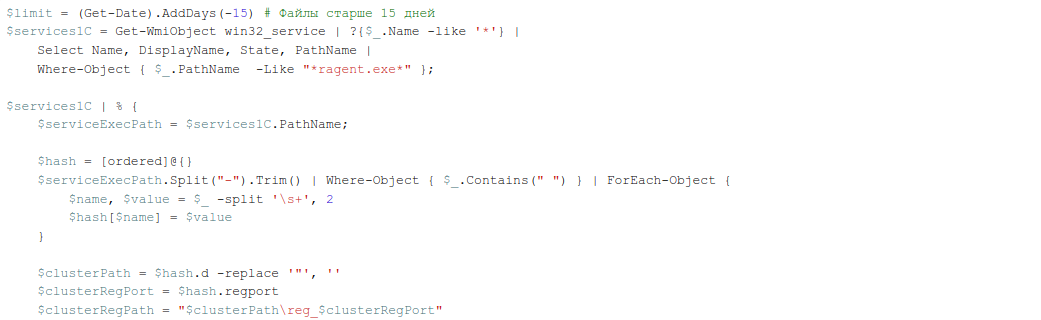 $limit = (Get-Date).AddDays(-15) # Файлы старше 15 дней
$services1C = Get-WmiObject win32_service | ?{$_.Name -like '*'} |
    Select Name, DisplayName, State, PathName |
    Where-Object { $_.PathName  -Like "*ragent.exe*" };

$services1C | % {
    $serviceExecPath = $services1C.PathName;

    $hash = [ordered]@{}
    $serviceExecPath.Split("-").Trim() | Where-Object { $_.Contains(" ") } | ForEach-Object {
        $name, $value = $_ -split '\s+', 2
        $hash[$name] = $value
    }

    $clusterPath = $hash.d -replace '"', ''
    $clusterRegPort = $hash.regport
    $clusterRegPath = "$clusterPath\reg_$clusterRegPort"